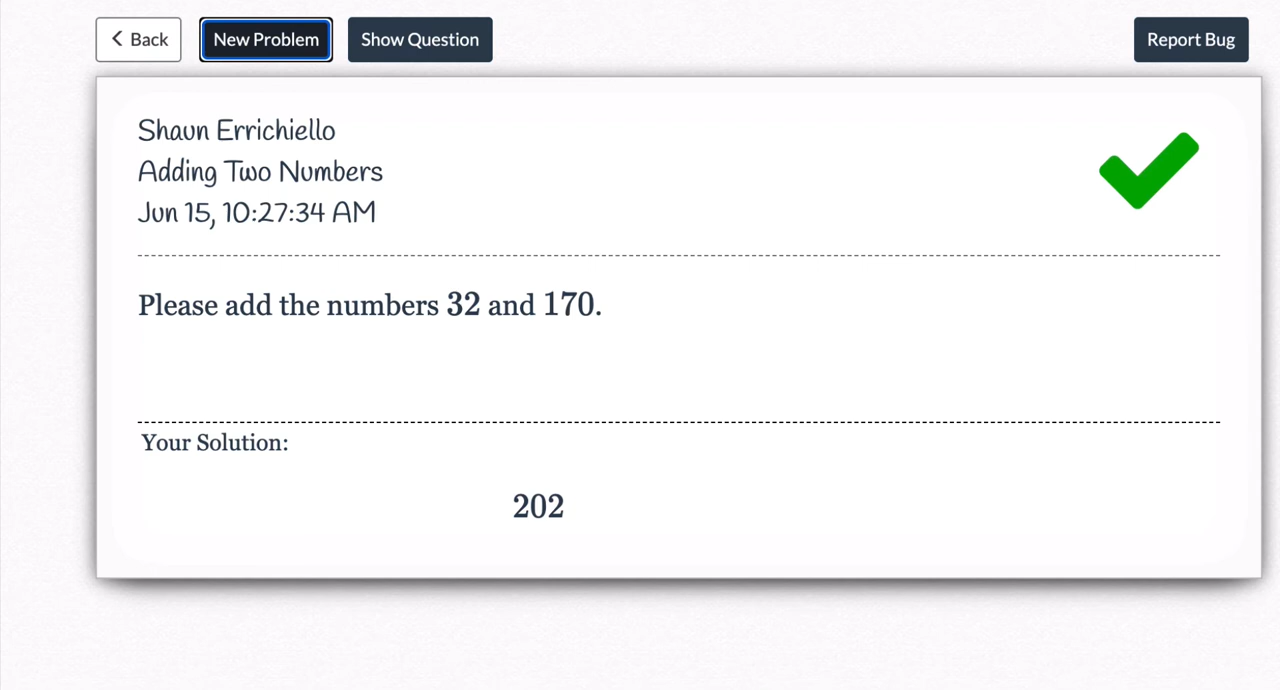 Back New Problem Show Question Report Bug
Shaun Errichiello
Adding Two Numbers
Jun 15, 10:27:34 AM
Please add the numbers 32 and 170.
Your Solution:
202